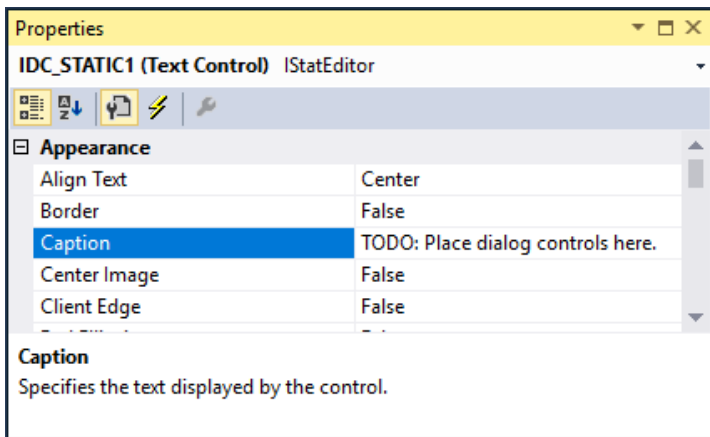 Properties
IDC_STATIC1 (Text Control) IStatEditor
Appearance
Align Text Center
Border False
Caption TODO: Place dialog controls here.
Center Image False
Client Edge False
Caption
Specifies the text displayed by the control.